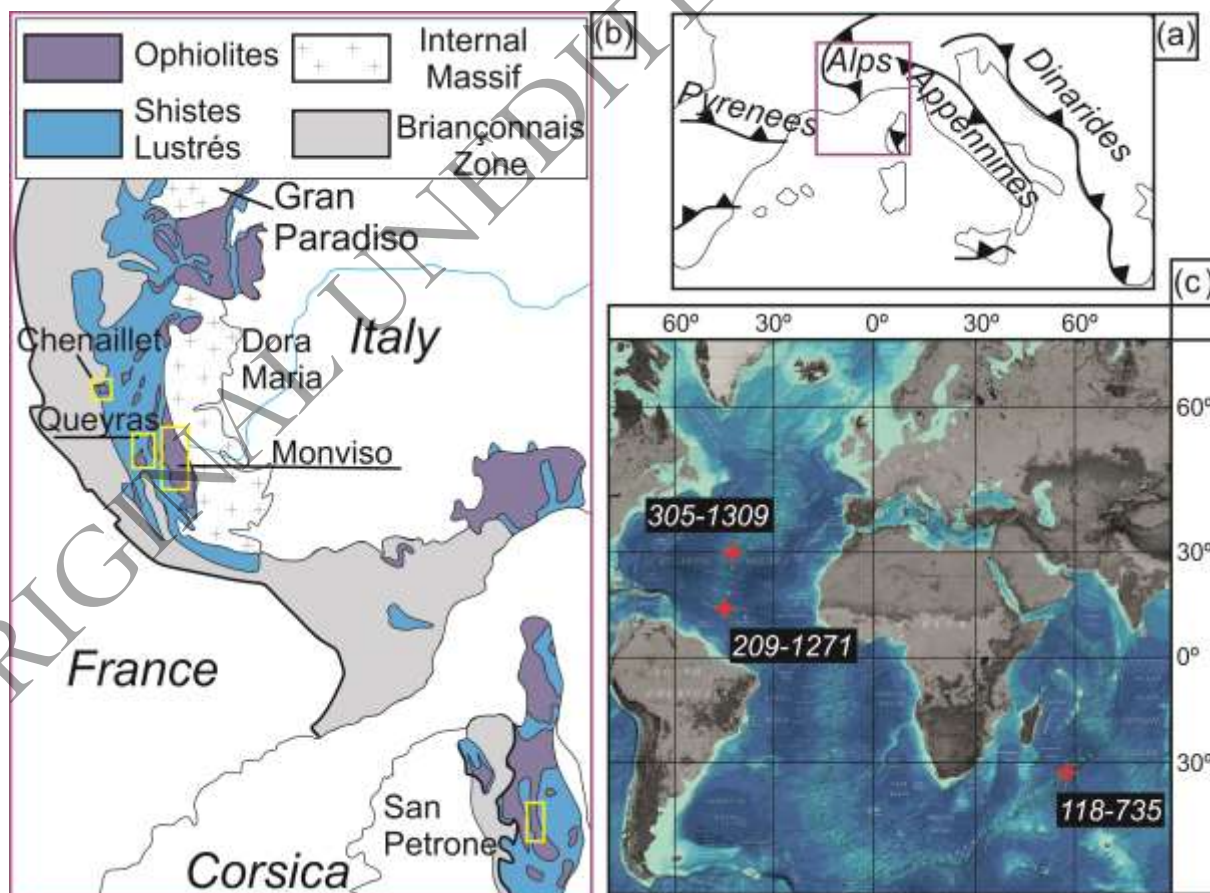 Ophiolites
Internal
Massif
Shistes
Lustrés
Briançonnais
Zone
(b)
Gran
Paradiso
Chenaillet
Dora
Maria
Italy
Queyras
Monviso
France
San
Petrone
Corsica
(a)
Alps
Pyrenees
Appennines
Dinarides
(c)
60º 30º 0º 30º 60º
60º
305-1309
30º
209-1271
0º
30º
118-735
RIGINAL UNEDIT